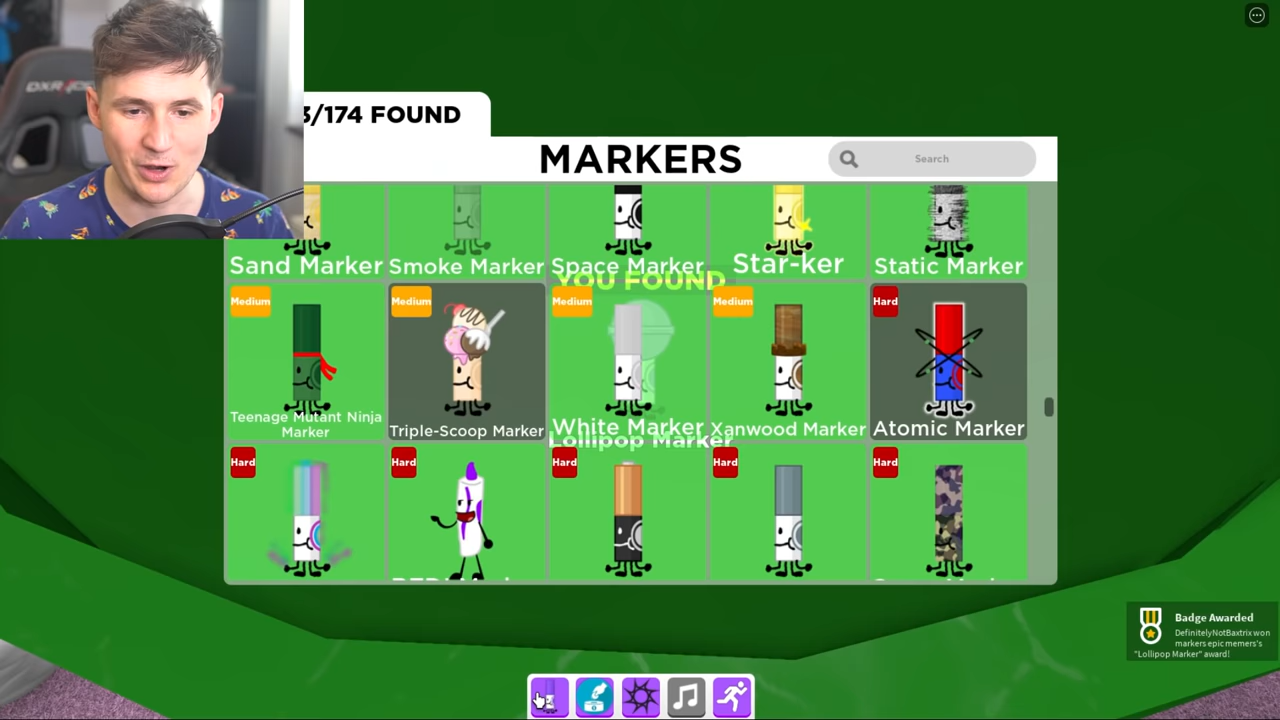 DXR
3/174 FOUND
MARKERS
Search
Sand Marker
Smoke Marker
Space Marker
Star-ker
Static Marker
YOU FOUND
Medium
Medium
Medium
Medium
Hard
Teenage Mutant Ninja
Marker
Triple-Scoop Marker
White Marker
Xanwood Marker
Atomic Marker
Lollipop Marker
Hard
Hard
Hard
Hard
Hard
Badge Awarded
DefinitelyNotBaxtrix won
markers epic memers's
"Lollipop Marker" award!